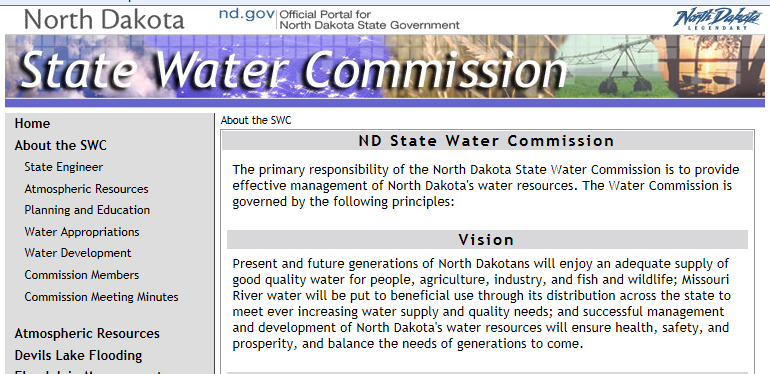 North Dakota
nd.gov Official Portal for
North Dakota State Government
North Dakota
LEGENDARY
State Water Commission
Home
About the SWC
State Engineer
Atmospheric Resources
Planning and Education
Water Appropriations
Water Development
Commission Members
Commission Meeting Minutes
Atmospheric Resources
Devils Lake Flooding
About the SWC
ND State Water Commission
The primary responsibility of the North Dakota State Water Commission is to provide
effective management of North Dakota's water resources. The Water Commission is
governed by the following principles:
Vision
Present and future generations of North Dakotans will enjoy an adequate supply of
good quality water for people, agriculture, industry, and fish and wildlife; Missouri
River water will be put to beneficial use through its distribution across the state to
meet ever increasing water supply and quality needs; and successful management
and development of North Dakota's water resources will ensure health, safety, and
prosperity, and balance the needs of generations to come.